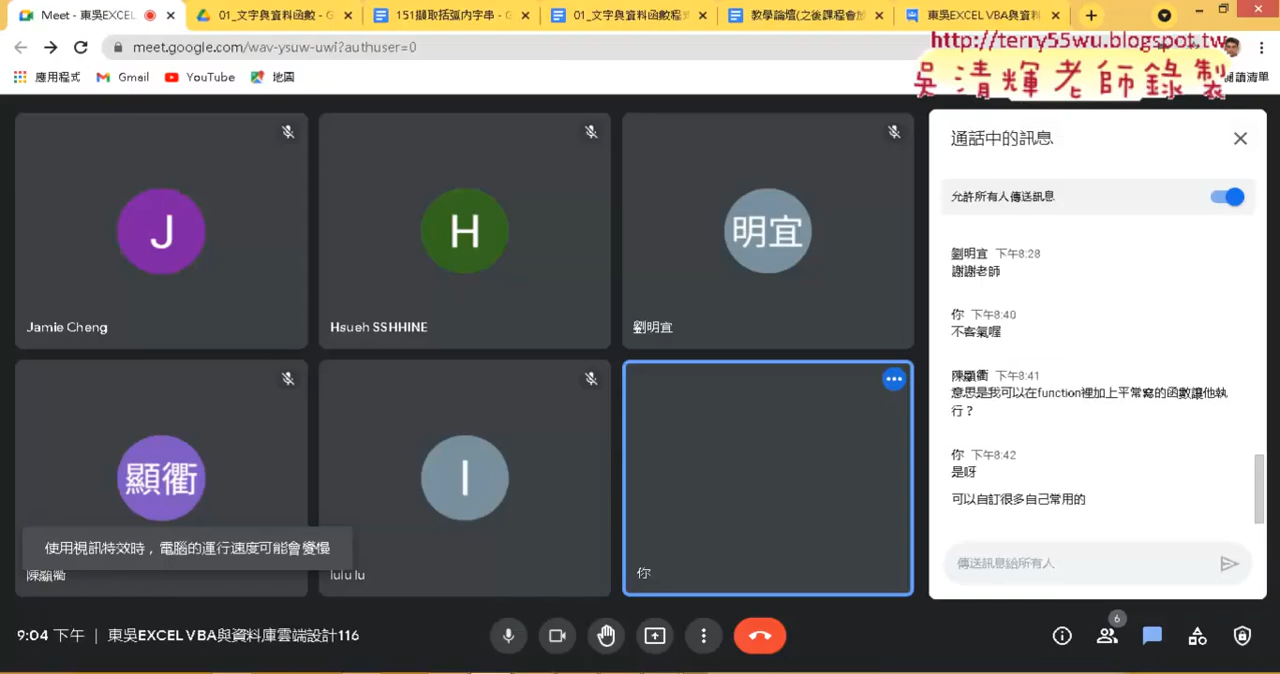 Meet - 東吳EXCEL
01_文字與資料函數 - G
151擷取括弧內字串 - G
01_文字與資料函數程式
教學論壇(之後課程會放
東吳EXCEL VBA與資料
meet.google.com/wav-ysuw-uwi?authuser=0
http://terry55wu.blogspot.tw
應用程式
Gmail
YouTube
地圖
吳清輝老師錄製
閱讀清單
J
Jamie Cheng
H
Hsueh SSHHINE
明宜
劉明宜
顯衢
陳顯衢
I
lulu lu
你
使用視訊特效時，電腦的運行速度可能會變慢
通話中的訊息
允許所有人傳送訊息
劉明宜 下午8:28
謝謝老師
你 下午8:40
不客氣喔
陳顯衢 下午8:41
意思是我可以在function裡加上平常寫的函數讓他執
行？
你 下午8:42
是呀
可以自訂很多自己常用的
傳送訊息給所有人
9:04 下午 | 東吳EXCEL VBA與資料庫雲端設計116
6